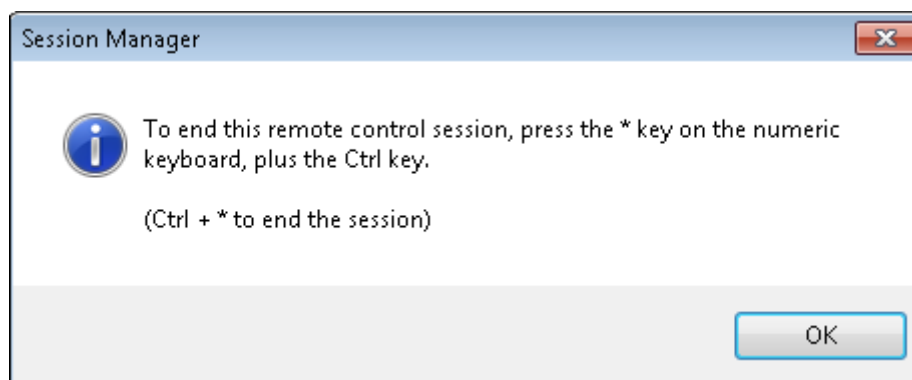 Session Manager
To end this remote control session, press the * key on the numeric
keyboard, plus the Ctrl key.
(Ctrl + * to end the session)
OK